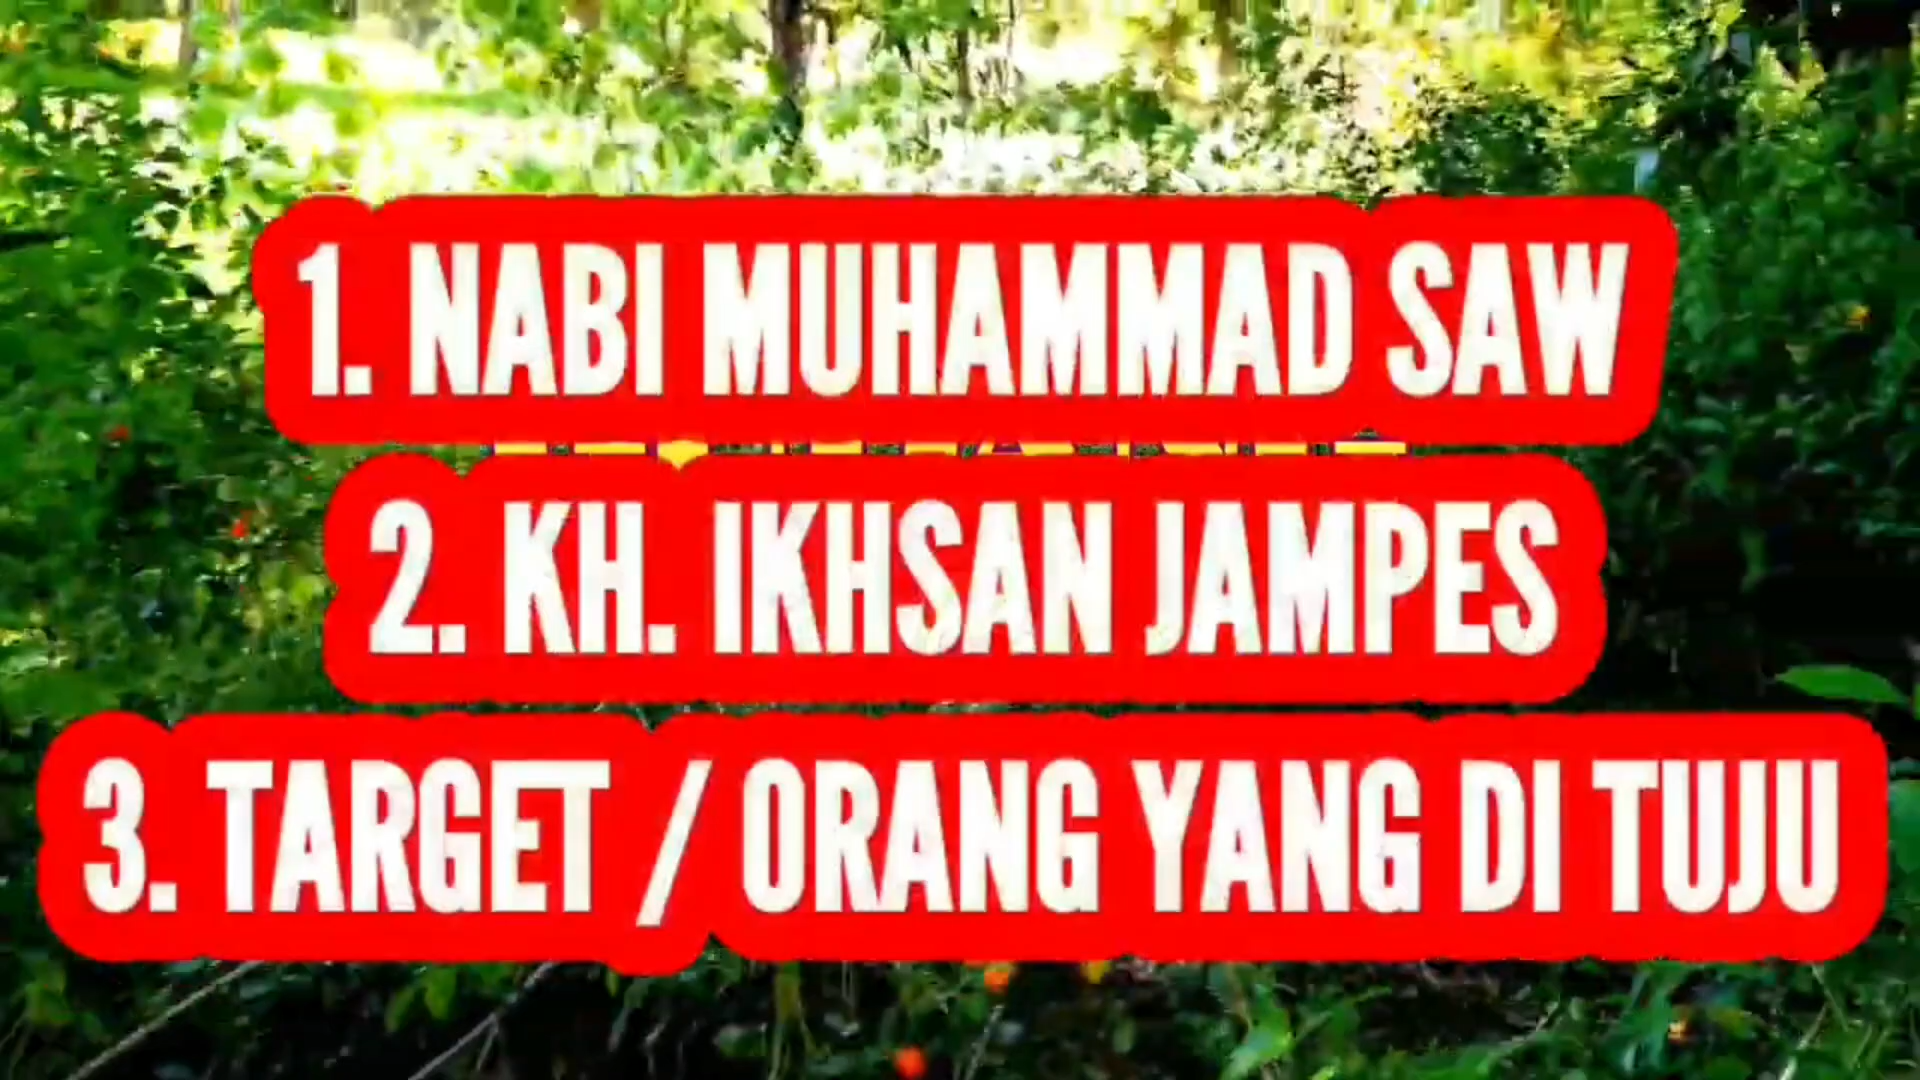 1. NABI MUHAMMAD SAW
2. KH. IKHSAN JAMPES
3. TARGET / ORANG YANG DI TUJU